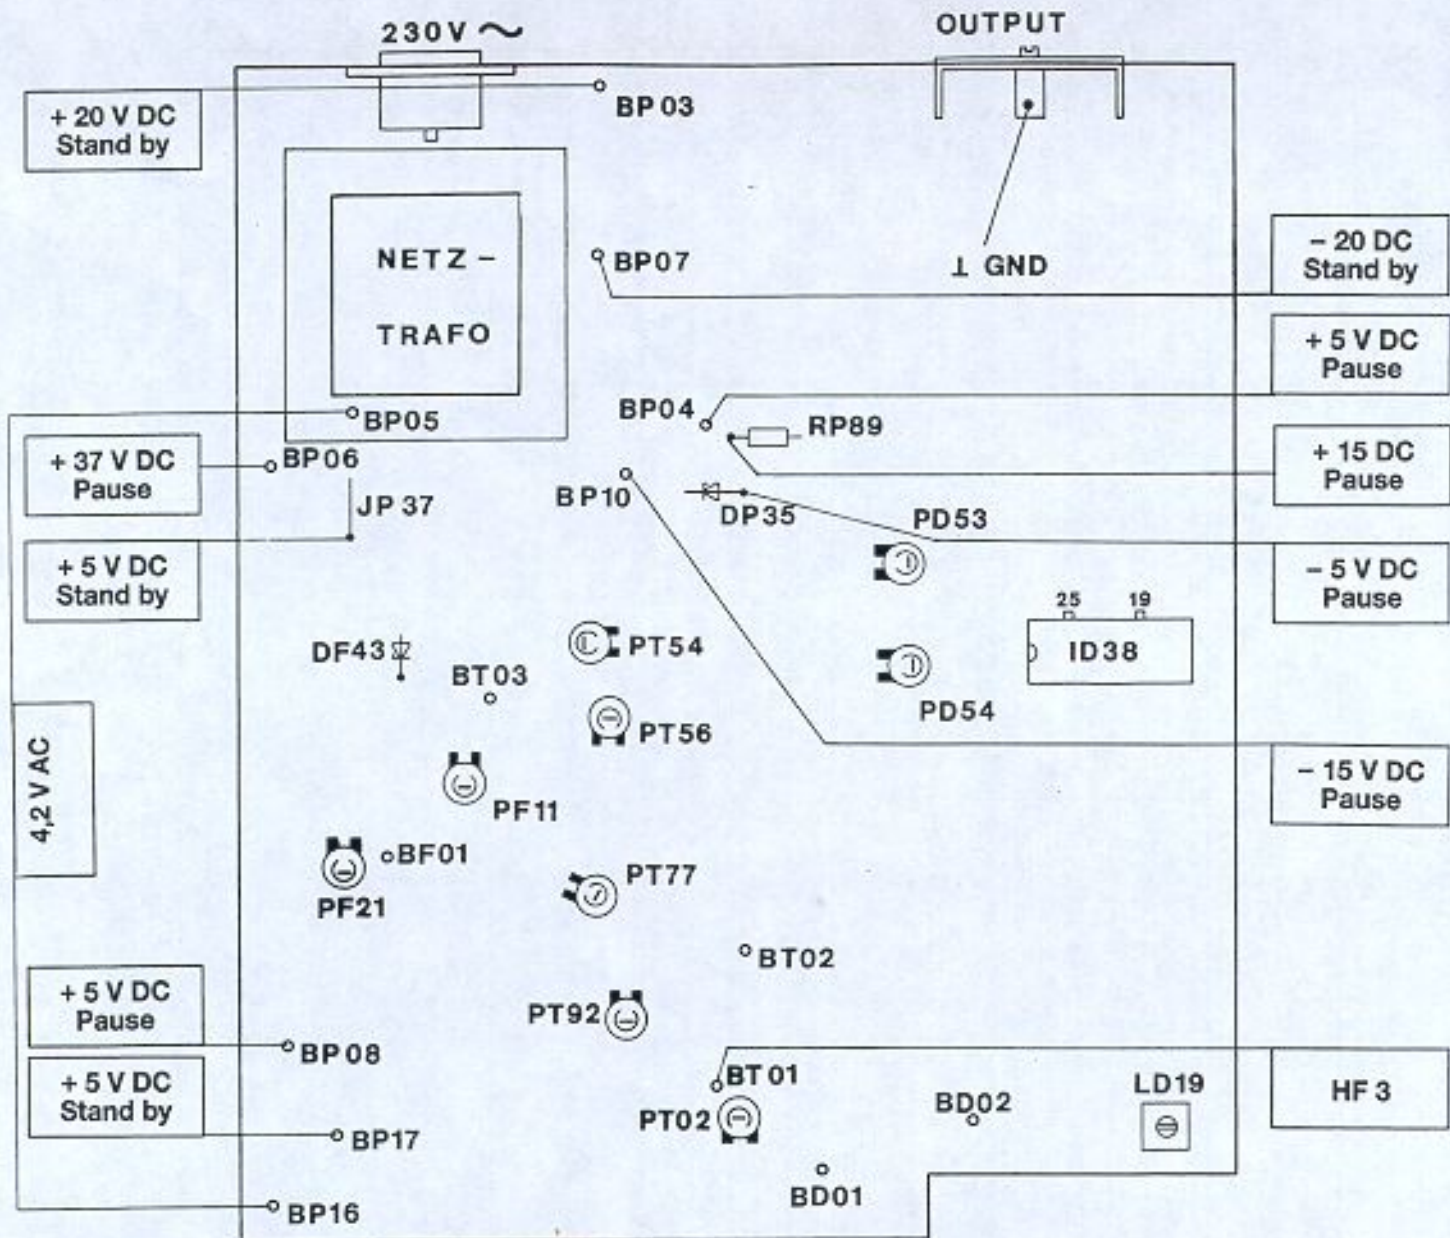 230V ~
OUTPUT
+ 20 V DC
Stand by
BP 03
NETZ -
TRAFO
BP07
⊥ GND
- 20 DC
Stand by
+ 5 V DC
Pause
BP05
BP04
RP89
+ 37 V DC
Pause
BP06
JP 37
BP10
DP35
PD53
+ 15 DC
Pause
+ 5 V DC
Stand by
- 5 V DC
Pause
25
19
ID38
DF43
BT03
PT54
PT56
PD54
4,2 V AC
PF11
- 15 V DC
Pause
BF01
PF21
PT77
BT02
+ 5 V DC
Pause
PT92
BP 08
+ 5 V DC
Stand by
BP17
BT 01
PT02
BD02
LD19
HF 3
BD01
BP16